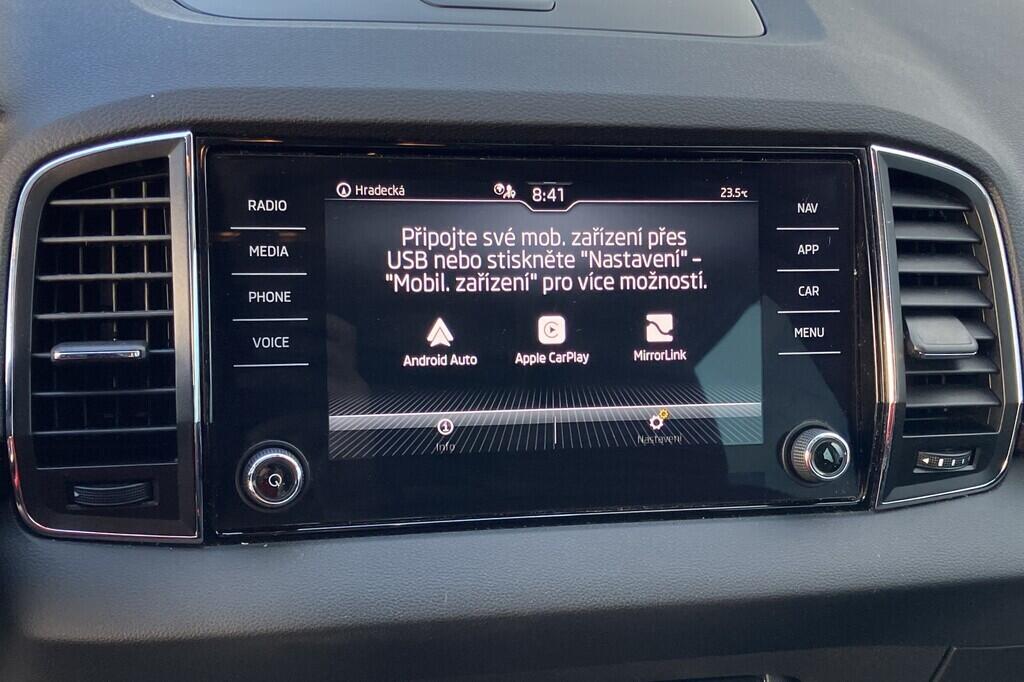 Hradecká 8:41 23.5°C
RADIO
MEDIA
PHONE
VOICE
Připojte své mob. zařízení přes
USB nebo stiskněte "Nastavení" -
"Mobil. zařízení" pro více možností.
Android Auto Apple CarPlay MirrorLink
Info Nastavení
NAV
APP
CAR
MENU